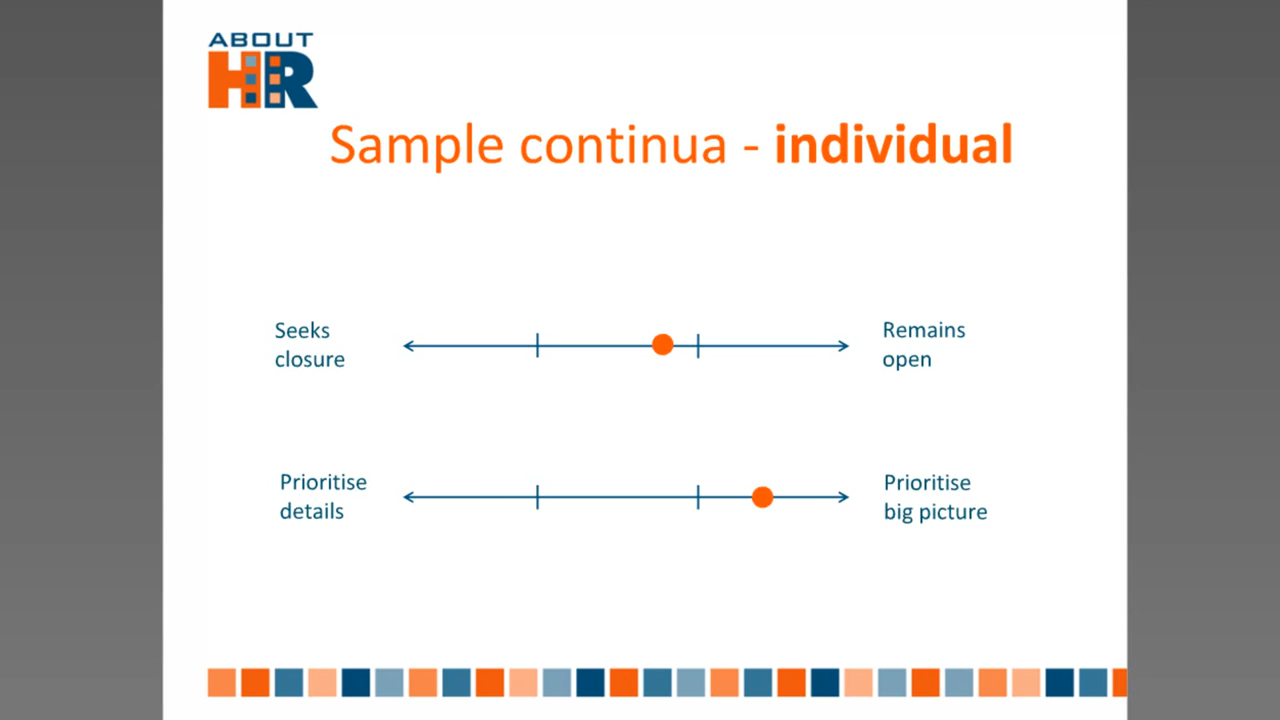 ABOUT
HR
Sample continua - individual
Seeks
closure
Remains
open
Prioritise
details
Prioritise
big picture